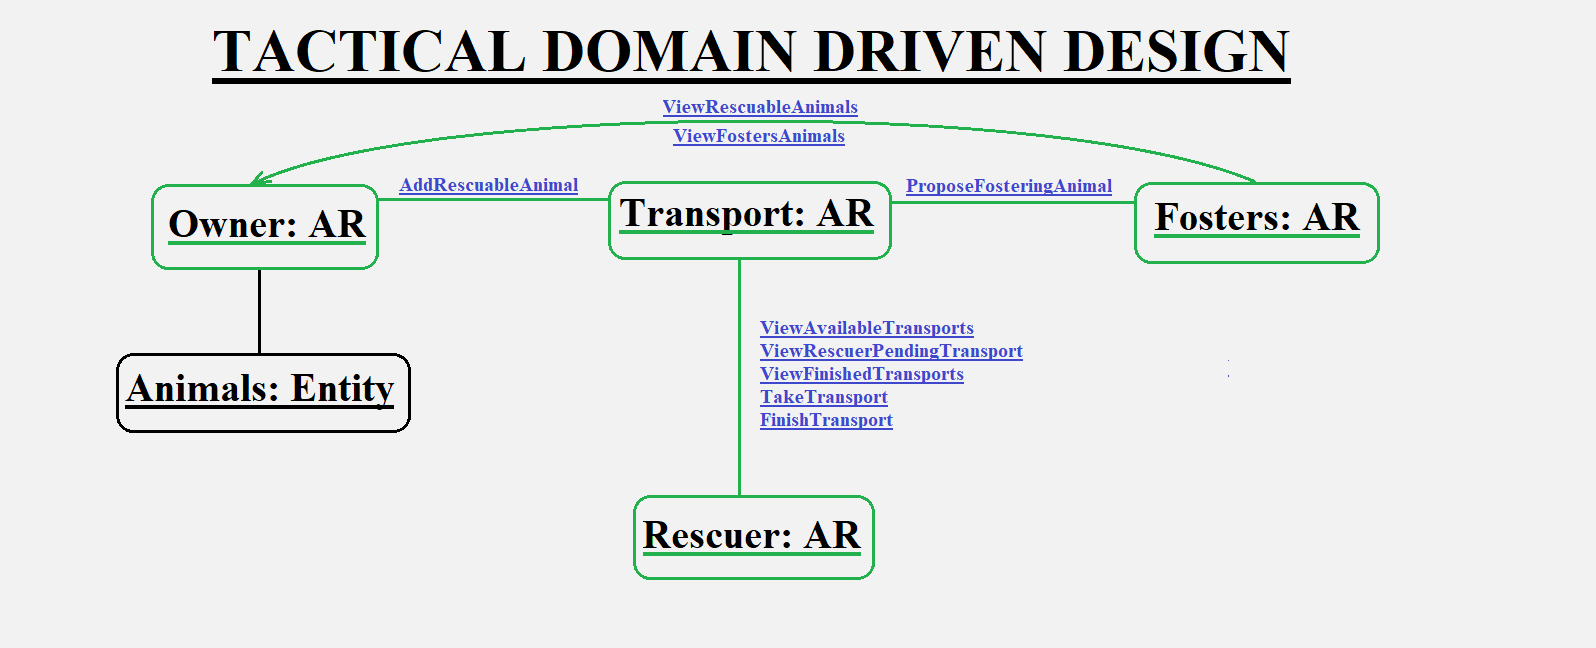 TACTICAL DOMAIN DRIVEN DESIGN
ViewRescuableAnimals
ViewFostersAnimals
AddRescuableAnimal
ProposeFosteringAnimal
Owner: AR
Transport: AR
Fosters: AR
Animals: Entity
ViewAvailableTransports
ViewRescuerPendingTransport
ViewFinishedTransports
TakeTransport
FinishTransport
Rescuer: AR